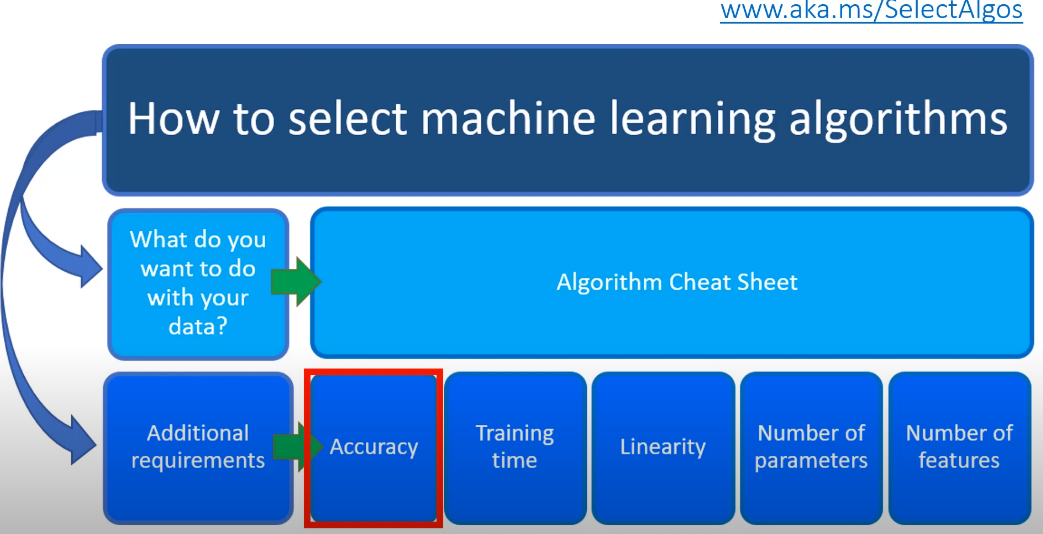 www.aka.ms/SelectAlgos
How to select machine learning algorithms
What do you
want to do
with your
data?
Algorithm Cheat Sheet
Additional
requirements
Accuracy
Training
time
Linearity
Number of
parameters
Number of
features